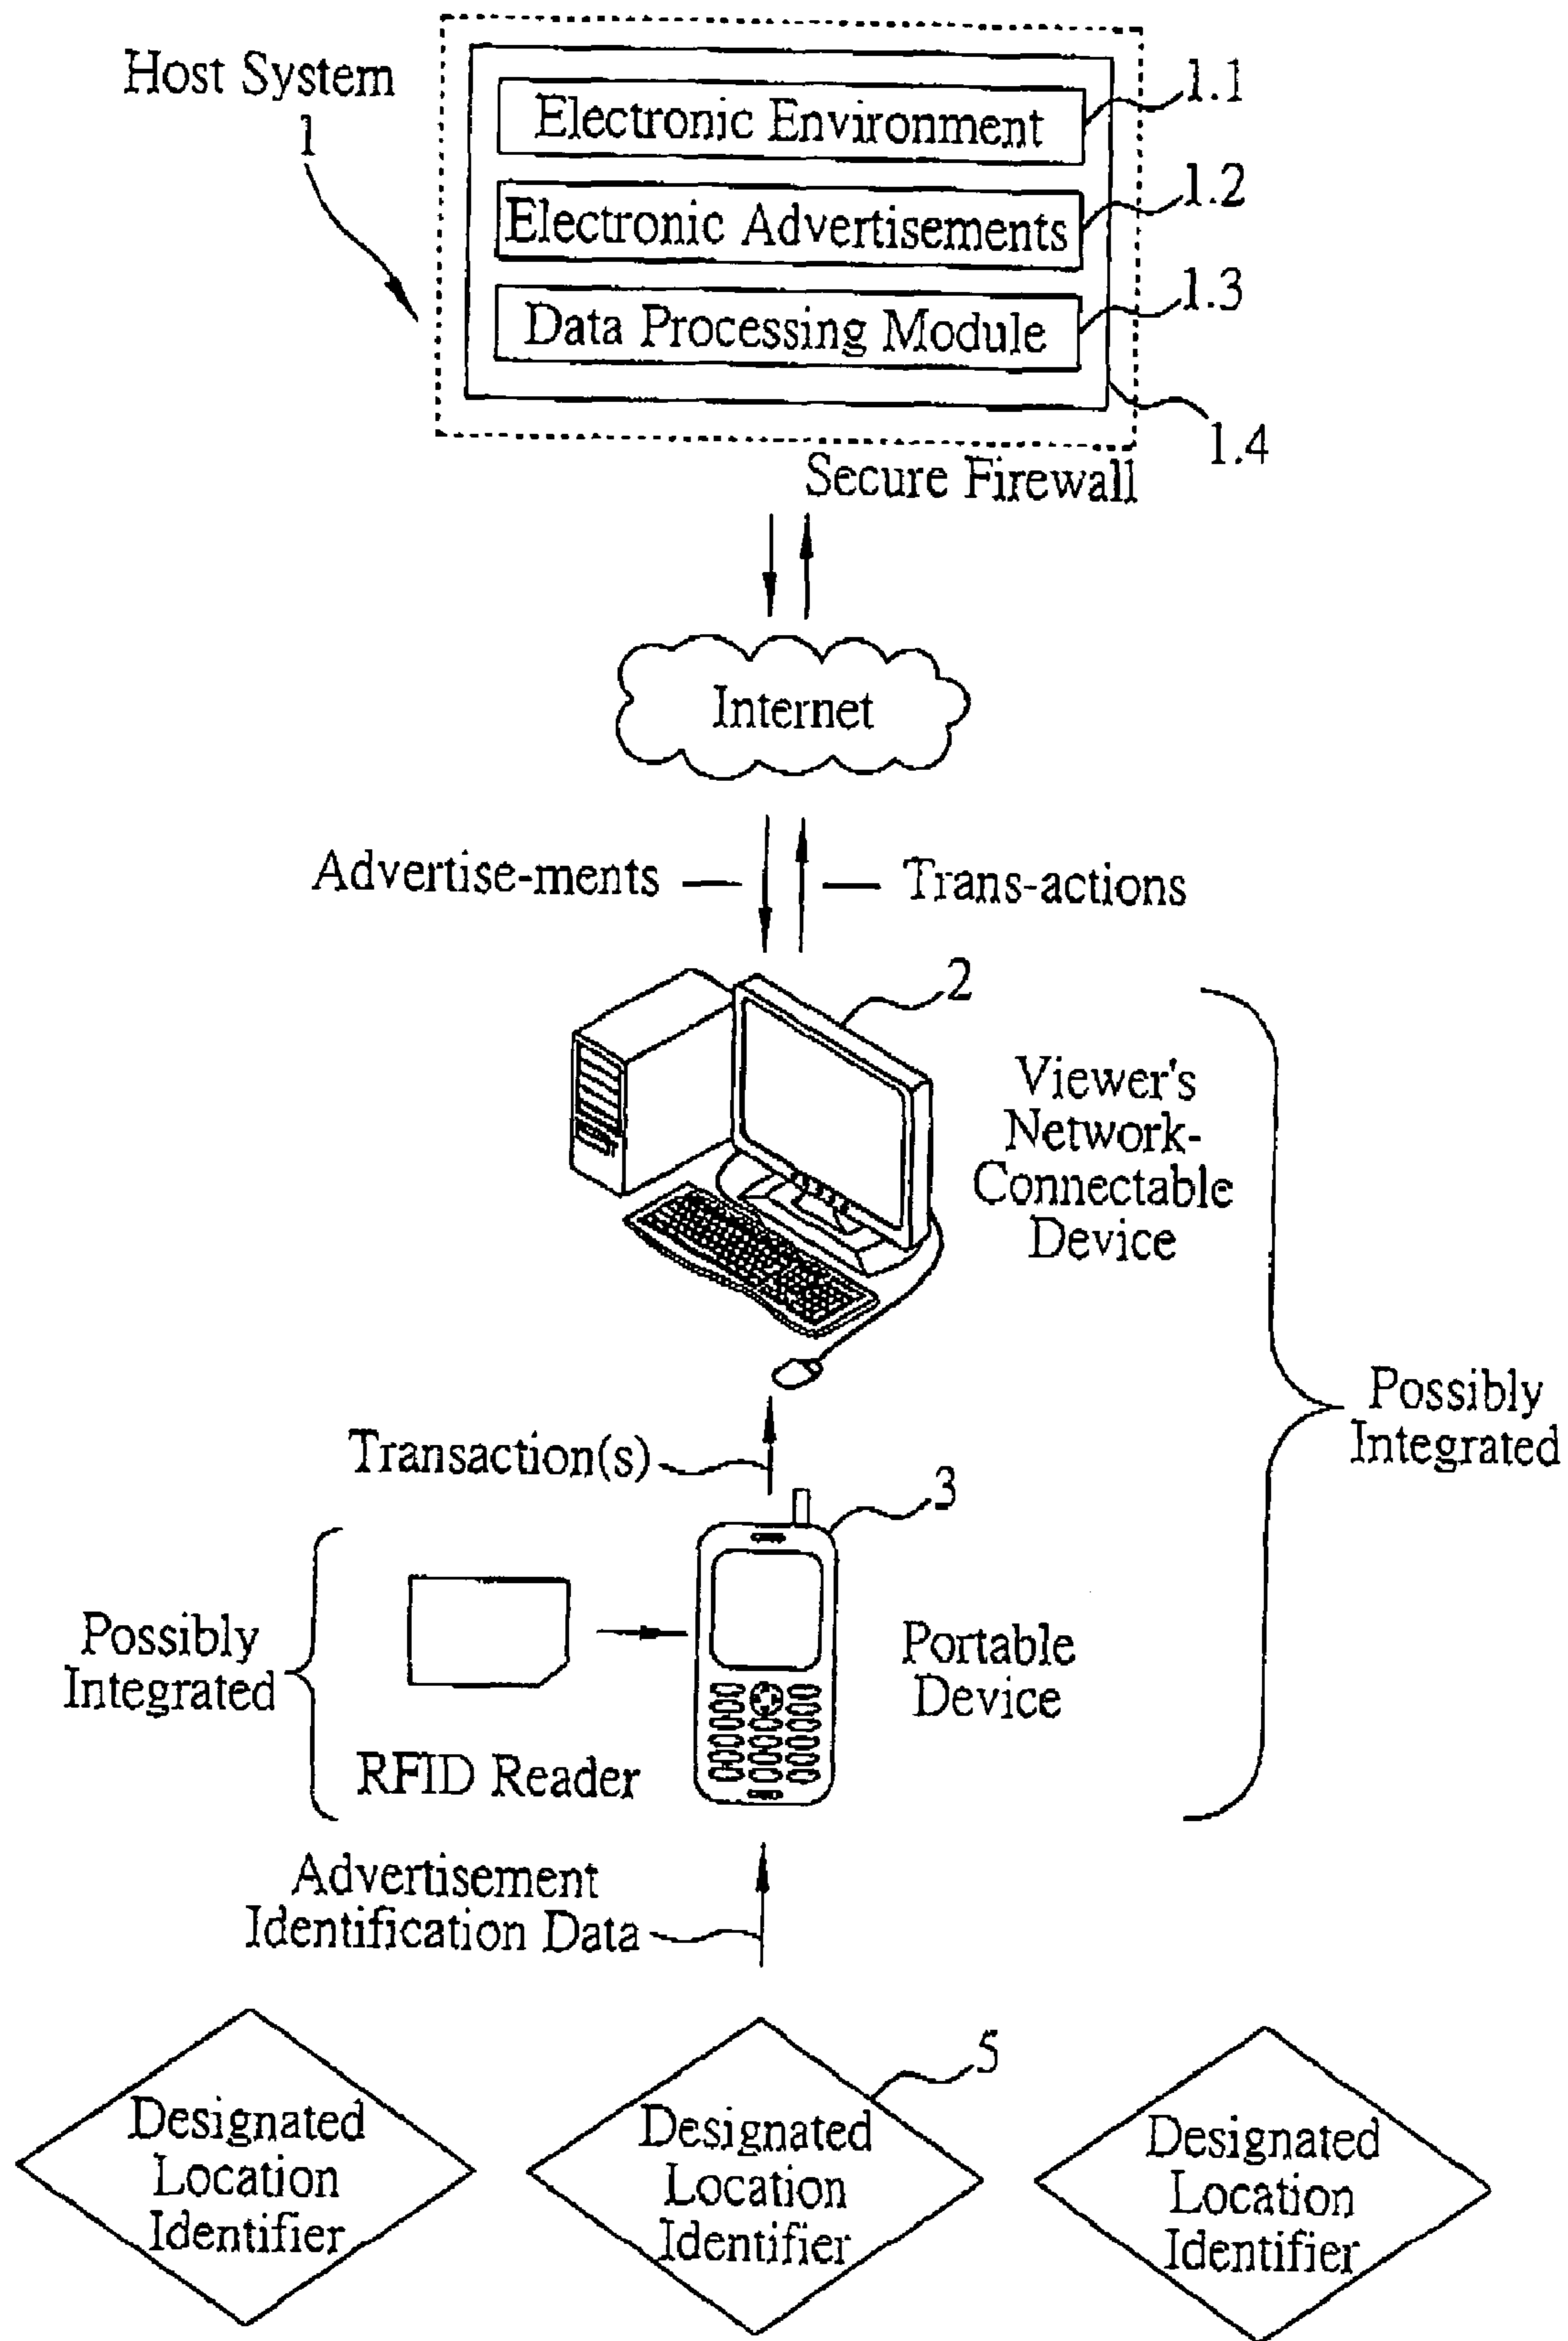 Host System
1
Electronic Environment
1.1
Electronic Advertisements
1.2
Data Processing Module
1.3
1.4
Secure Firewall
Internet
Advertise-ments
Trans-actions
2
Viewer's
Network-
Connectable
Device
Possibly
Integrated
Transaction(s)
3
Possibly
Integrated
RFID Reader
Portable
Device
Advertisement
Identification Data
Designated
Location
Identifier
5
Designated
Location
Identifier
Designated
Location
Identifier